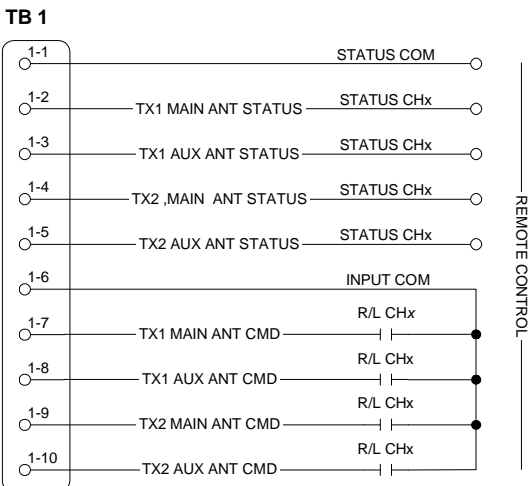 TB 1
1-1 STATUS COM
1-2 TX1 MAIN ANT STATUS STATUS CHx
1-3 TX1 AUX ANT STATUS STATUS CHx
1-4 TX2 ,MAIN ANT STATUS STATUS CHx
1-5 TX2 AUX ANT STATUS STATUS CHx
1-6 INPUT COM
1-7 TX1 MAIN ANT CMD R/L CHx
1-8 TX1 AUX ANT CMD R/L CHx
1-9 TX2 MAIN ANT CMD R/L CHx
1-10 TX2 AUX ANT CMD R/L CHx
REMOTE CONTROL